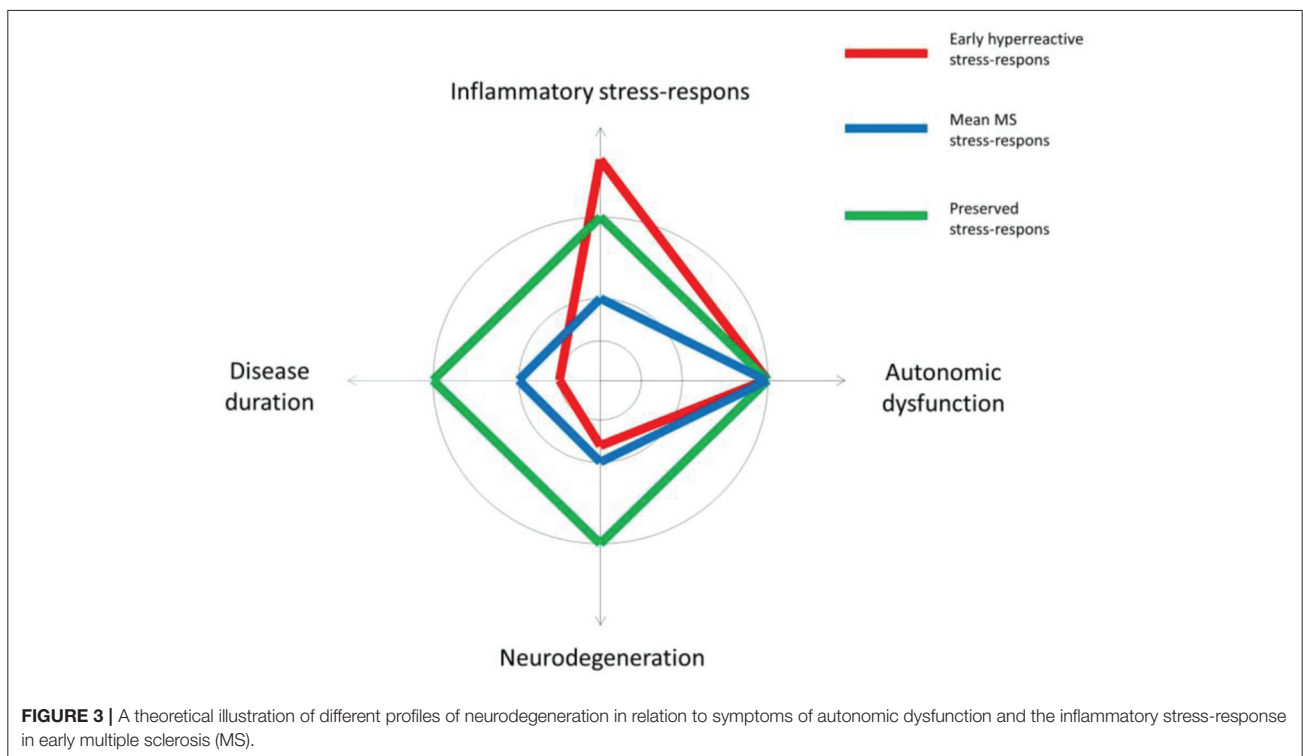 Early hyperreactive
stress-respons
Inflammatory stress-respons
Mean MS
stress-respons
Preserved
stress-respons
Disease
duration
Autonomic
dysfunction
Neurodegeneration
FIGURE 3 | A theoretical illustration of different profiles of neurodegeneration in relation to symptoms of autonomic dysfunction and the inflammatory stress-response
in early multiple sclerosis (MS).